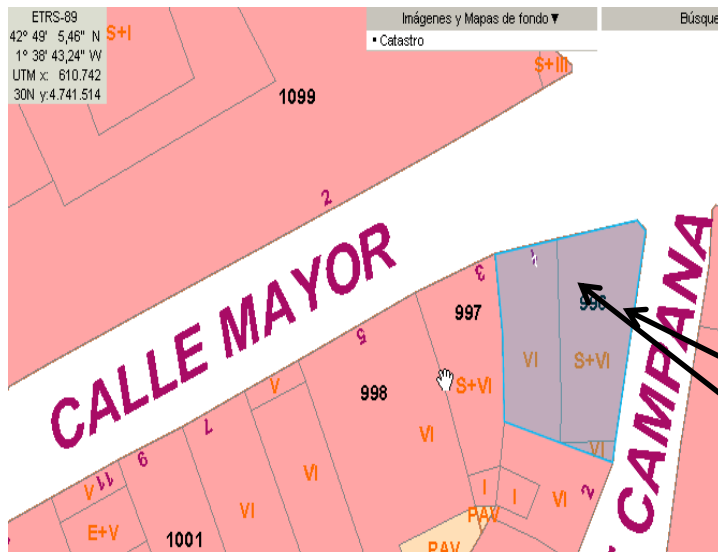 ETRS-89
42° 49' 5,46" N
1° 38' 43,24" W
UTM x: 610.742
30N y:4.741.514
Imágenes y Mapas de fondo ▼
Búsque
• Catastro
S+I
S+III
1099
2
CALLE MAYOR
1
3
997
996
5
VI
S+VI
998
S+VI
V
VI
VI
7
VI
9
11
V
VI
I
I
VI
2
CAMPANA
E+V
1001
PAV
PAV